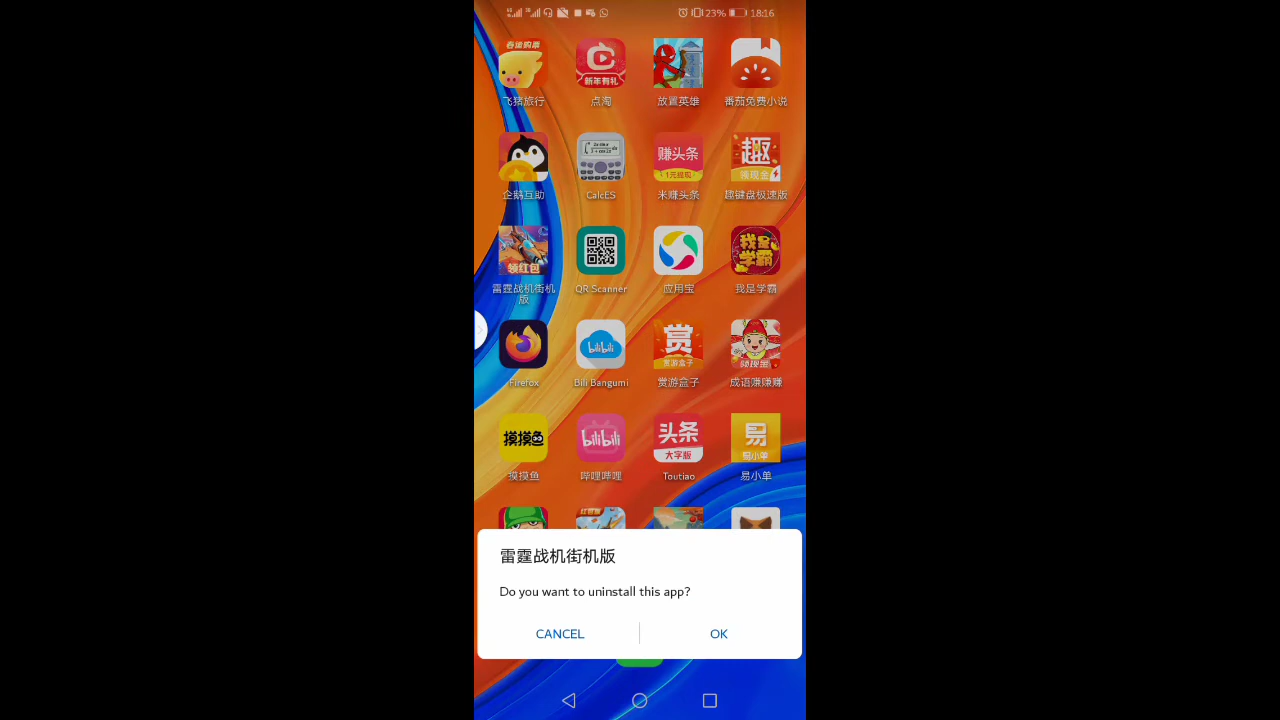 23% 18:16
春运购票
新年有礼
飞猪旅行 点淘 放置英雄 番茄免费小说
赚头条
1元提现
趣
领现金
企鹅互助 CalcES 米赚头条 趣键盘极速版
领红包
我是学霸
雷霆战机街机版 QR Scanner 应用宝 我是学霸
bilibili
赏
赏游盒子
领现金
Firefox Bili Bangumi 赏游盒子 成语赚赚赚
摸摸鱼
bilibili
头条
大字版
易
易小单
摸摸鱼 哔哩哔哩 Toutiao 易小单
雷霆战机街机版
Do you want to uninstall this app?
CANCEL OK